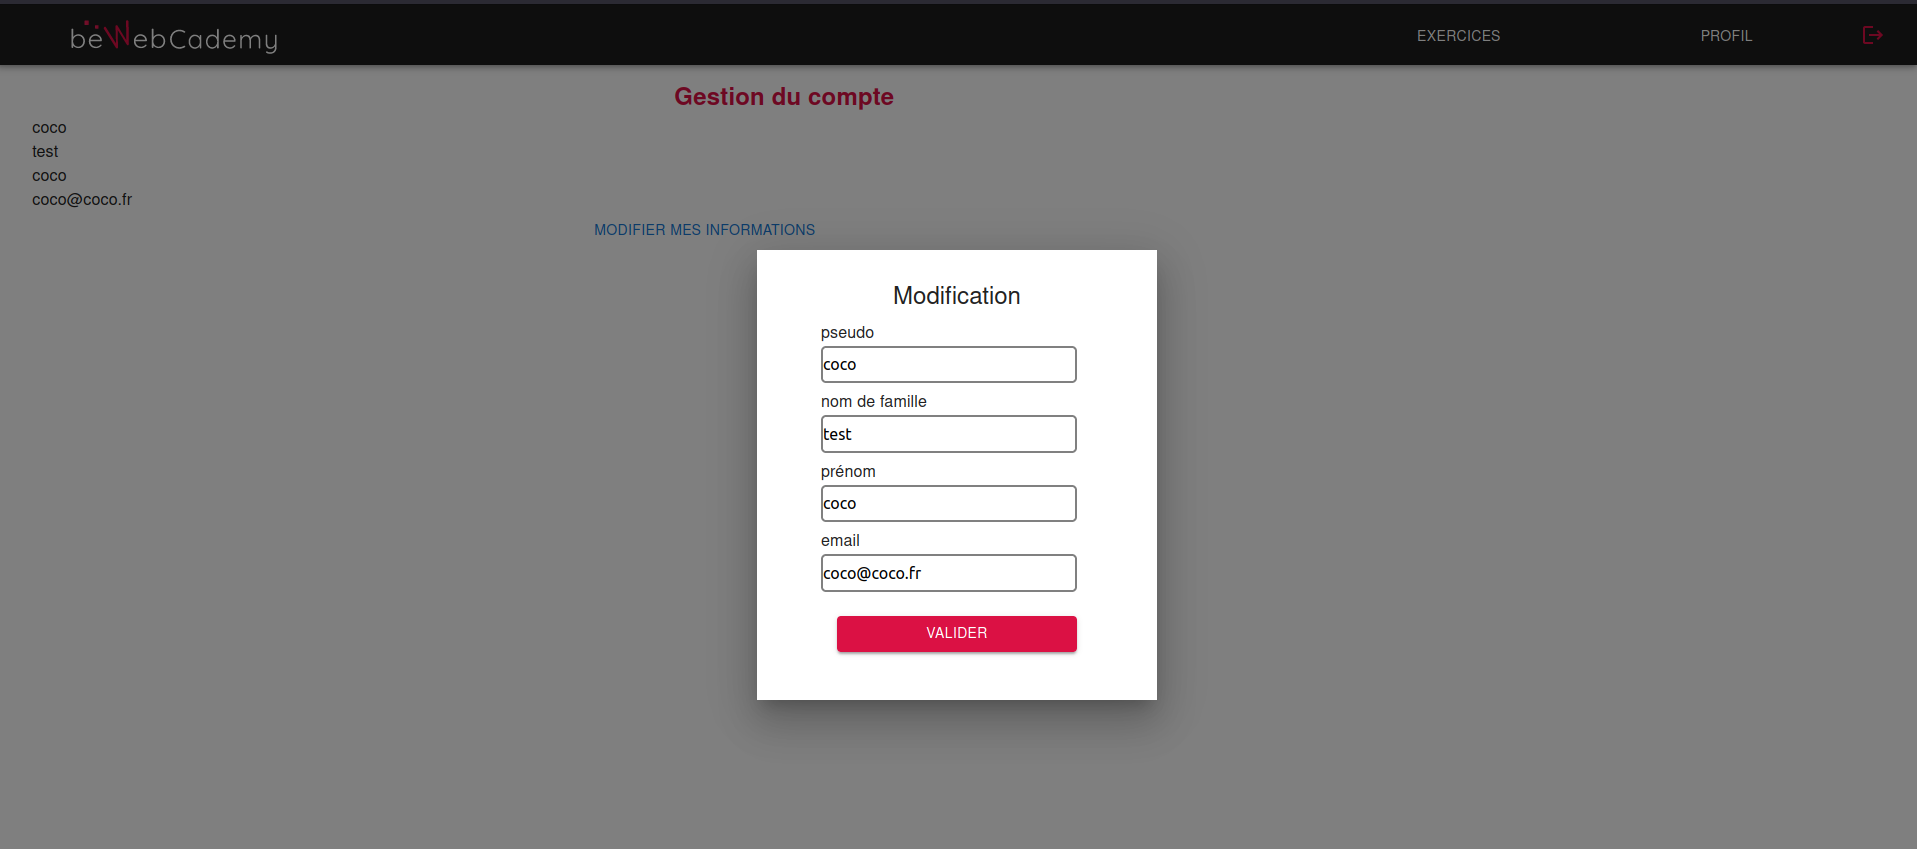 bëWebCademy
EXERCICES
PROFIL
Gestion du compte
coco
test
coco
coco@coco.fr
MODIFIER MES INFORMATIONS
Modification
pseudo
coco
nom de famille
test
prénom
coco
email
coco@coco.fr
VALIDER